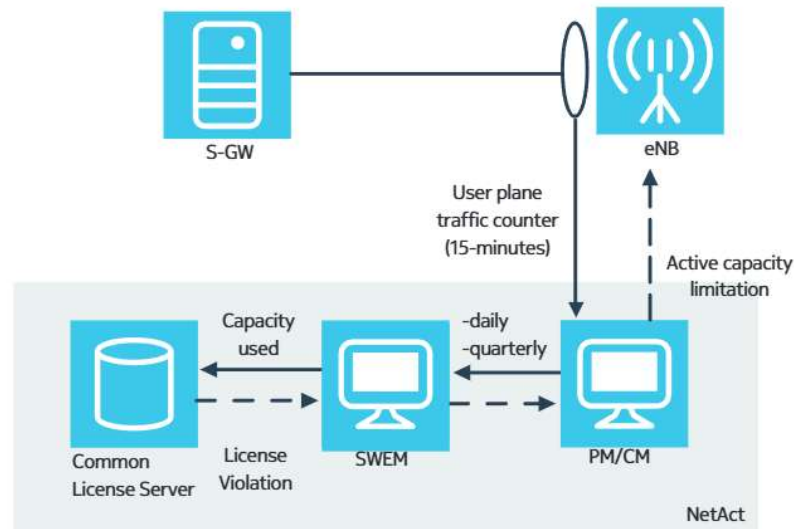 S-GW
eNB
User plane
traffic counter
(15-minutes)
Active capacity
limitation
Capacity
used
-daily
-quarterly
Common
License Server
License
Violation
SWEM
PM/CM
NetAct